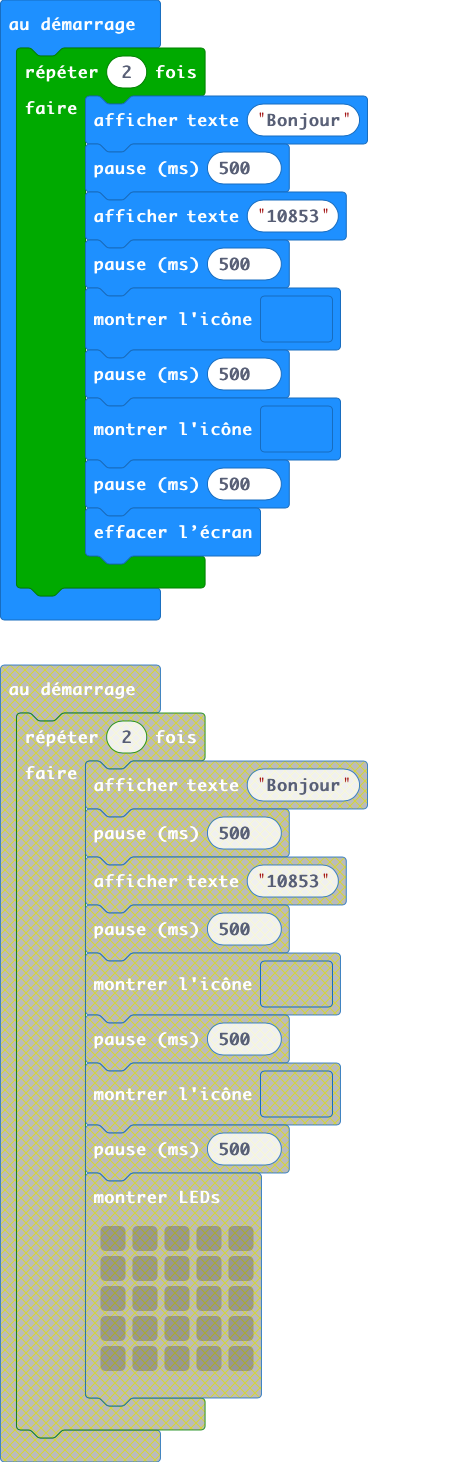 au démarrage
répéter 2 fois
faire
afficher texte "Bonjour"
pause (ms) 500
afficher texte "10853"
pause (ms) 500
montrer l'icône
pause (ms) 500
montrer l'icône
pause (ms) 500
effacer l’écran
au démarrage
répéter 2 fois
faire
afficher texte "Bonjour"
pause (ms) 500
afficher texte "10853"
pause (ms) 500
montrer l'icône
pause (ms) 500
montrer l'icône
pause (ms) 500
montrer LEDs